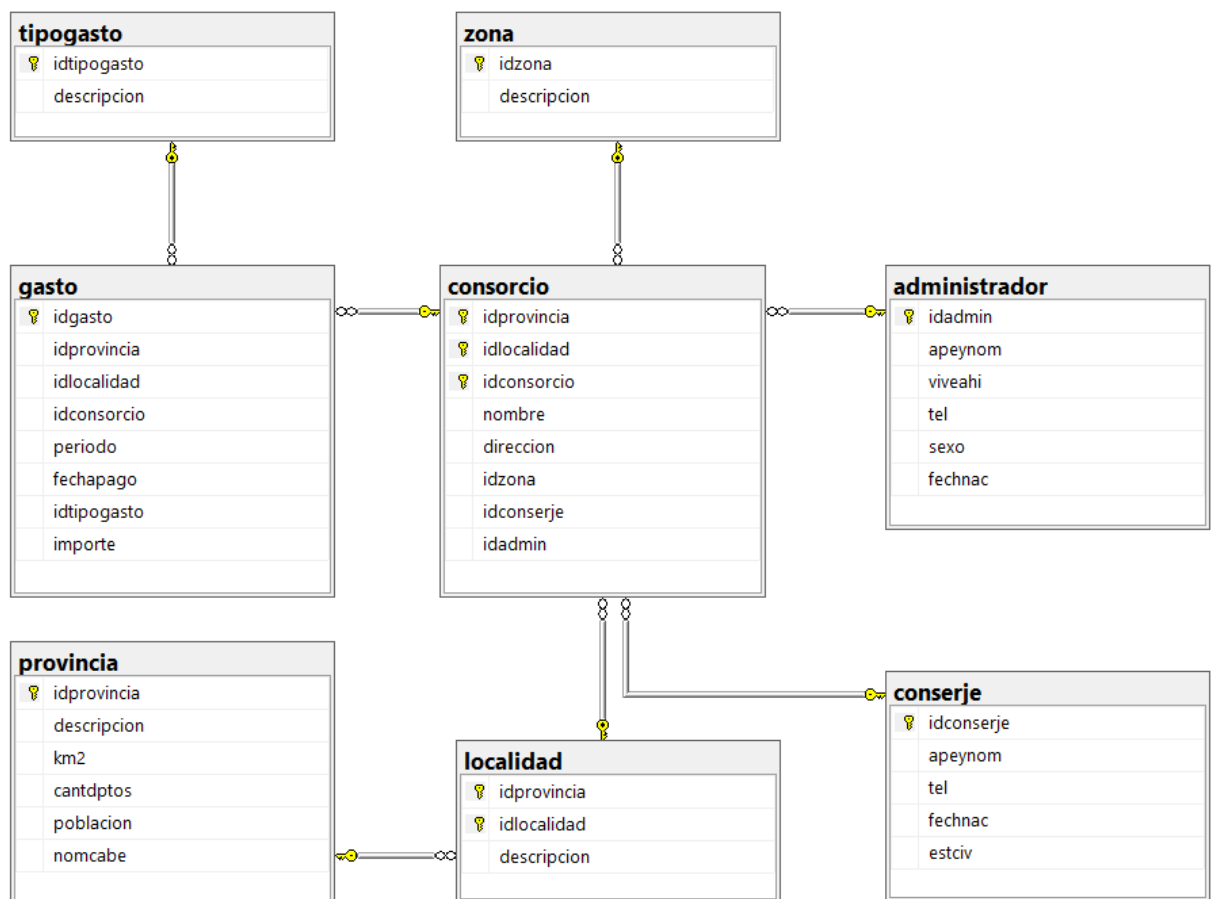 tipogasto
idtipogasto
descripcion
zona
idzona
descripcion
gasto
idgasto
idprovincia
idlocalidad
idconsorcio
periodo
fechapago
idtipogasto
importe
consorcio
idprovincia
idlocalidad
idconsorcio
nombre
direccion
idzona
idconserje
idadmin
administrador
idadmin
apeynom
viveahi
tel
sexo
fechnac
provincia
idprovincia
descripcion
km2
cantdptos
poblacion
nomcabe
localidad
idprovincia
idlocalidad
descripcion
conserje
idconserje
apeynom
tel
fechnac
estciv